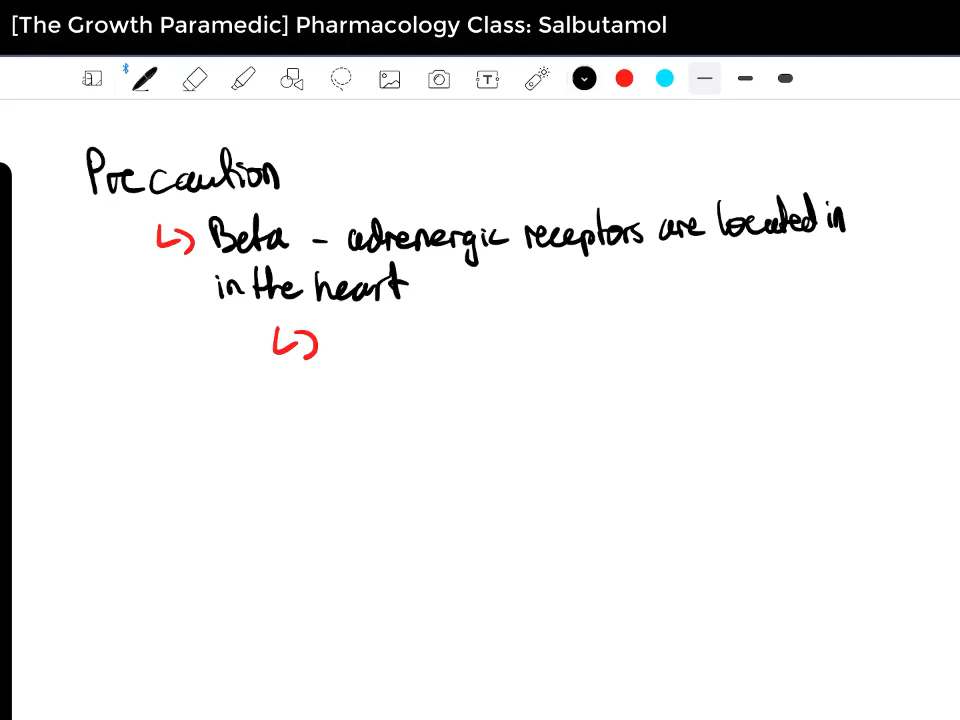 [The Growth Paramedic] Pharmacology Class: Salbutamol
Precaution
Beta - adrenergic receptors are located in
in the heart